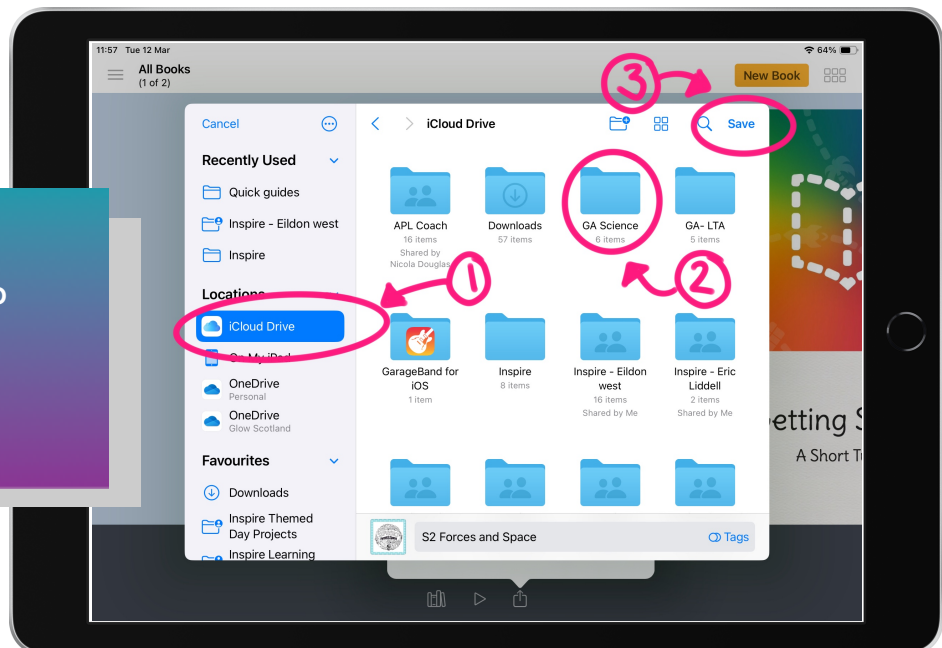 11:57 Tue 12 Mar
64%
All Books
(1 of 2)
New Book
3
Cancel
iCloud Drive
Save
Recently Used
Quick guides
Inspire - Eildon west
Inspire
Locations
iCloud Drive
On My iPad
OneDrive
Personal
OneDrive
Glow Scotland
Favourites
Downloads
Inspire Themed
Day Projects
Inspire Learning
APL Coach
16 items
Shared by
Nicola Douglas
Downloads
57 items
GA Science
6 items
GA- LTA
5 items
1
2
GarageBand for
iOS
1 item
Inspire
8 items
Inspire - Eildon
west
16 items
Shared by Me
Inspire - Eric
Liddell
2 items
Shared by Me
S2 Forces and Space
Tags
etting S
A Short Tu